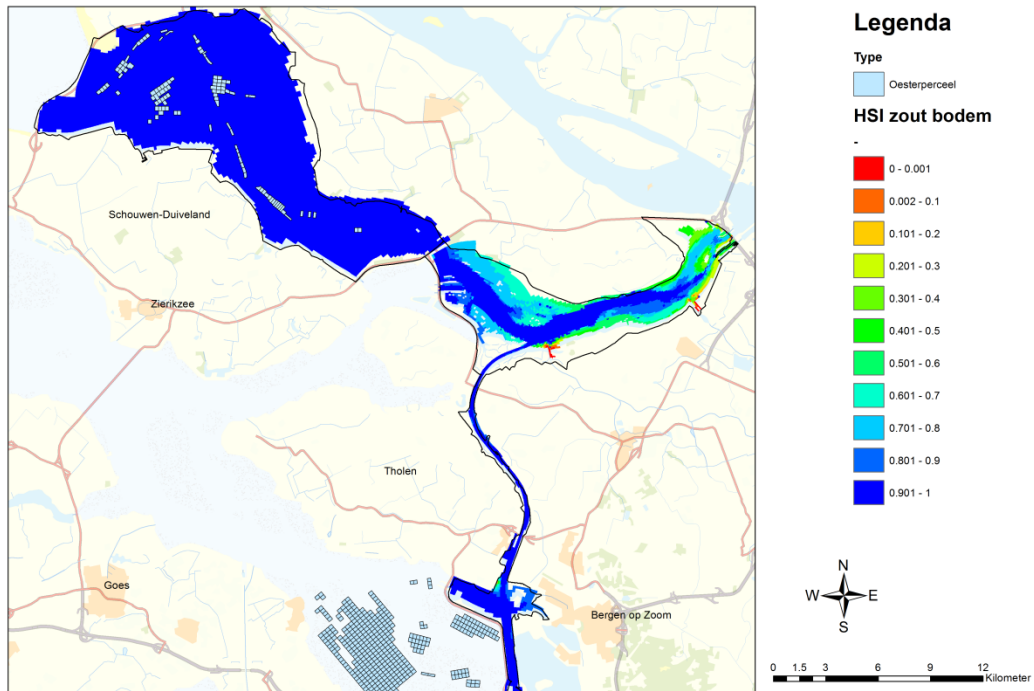 Legenda
Type
Oesterperceel
HSI zout bodem
-
0 - 0.001
0.002 - 0.1
0.101 - 0.2
0.201 - 0.3
0.301 - 0.4
0.401 - 0.5
0.501 - 0.6
0.601 - 0.7
0.701 - 0.8
0.801 - 0.9
0.901 - 1
Schouwen-Duiveland
Zierikzee
Tholen
Goes
Bergen op Zoom
N
W E
S
0 1.5 3 6 9 12
Kilometer